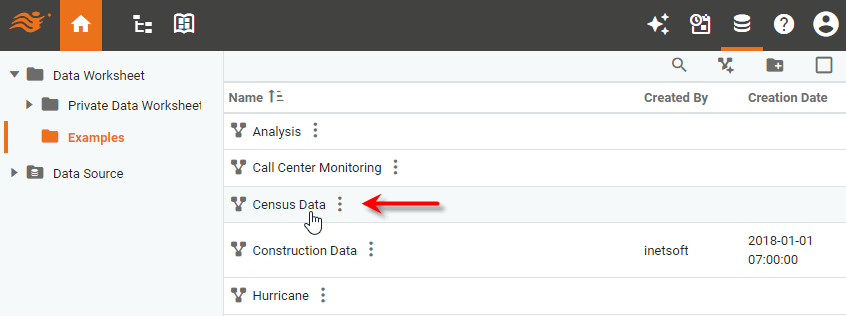 Data Worksheet
Private Data Worksheet
Examples
Data Source
Name Created By Creation Date
Analysis
Call Center Monitoring
Census Data
Construction Data inetsoft 2018-01-01
07:00:00
Hurricane